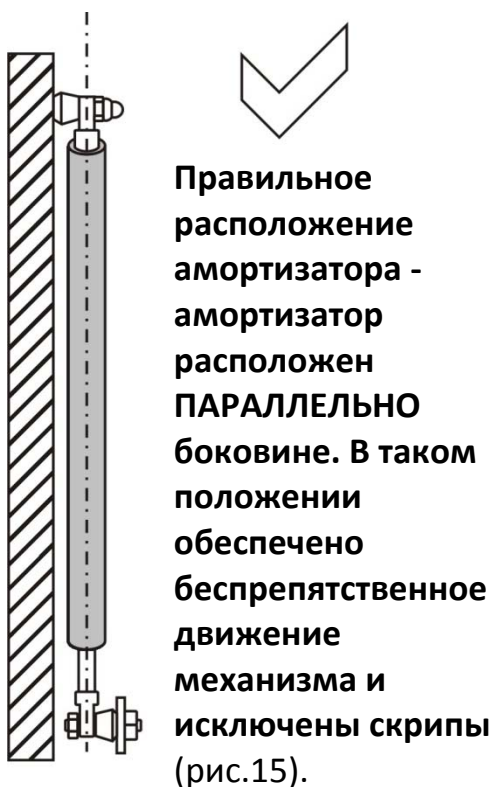 Правильное
расположение
амортизатора -
амортизатор
расположен
ПАРАЛЛЕЛЬНО
боковине. В таком
положении
обеспечено
беспрепятственное
движение
механизма и
исключены скрипы
(рис.15).